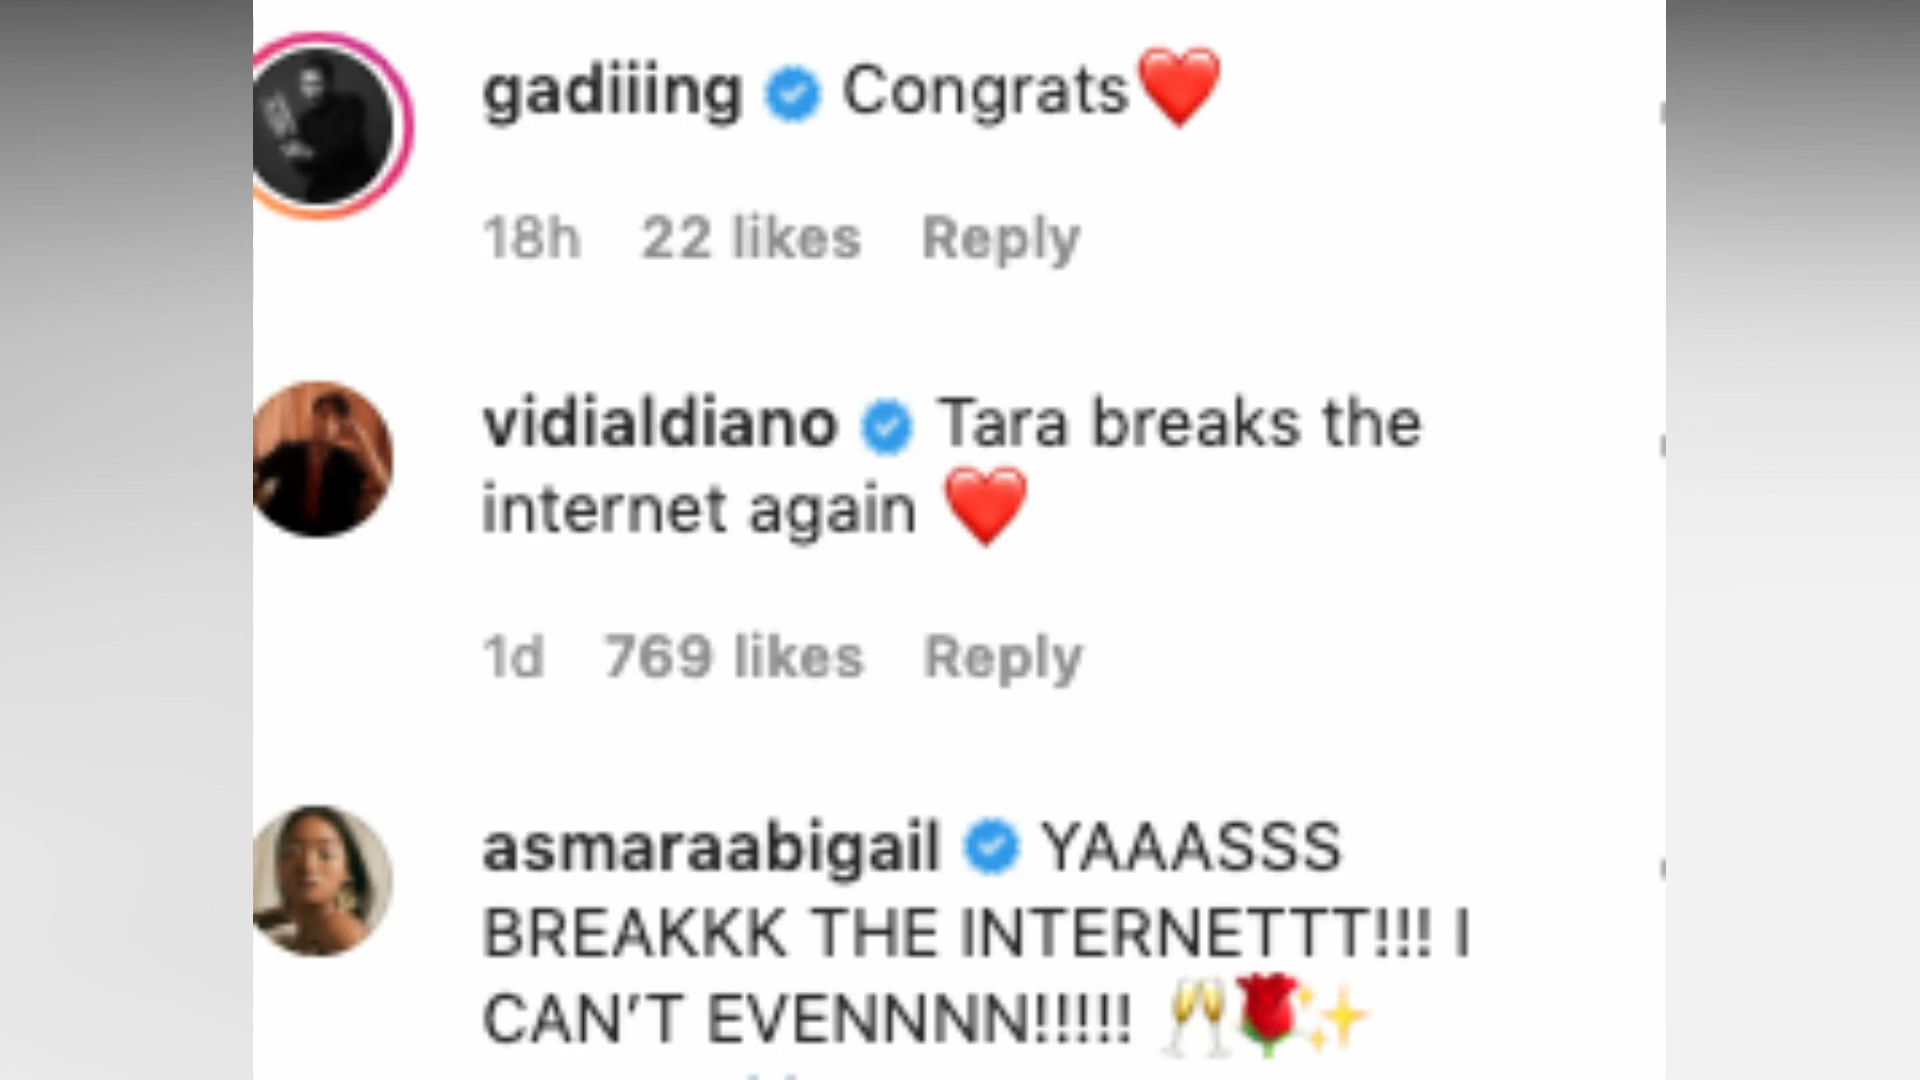 gadiiing Congrats❤️
18h 22 likes Reply
vidialdiano Tara breaks the
internet again ❤️
1d 769 likes Reply
asmaraabigail YAAASSS
BREAKKK THE INTERNETTT!!! I
CAN’T EVENNNN!!!!! 🥂🌹✨